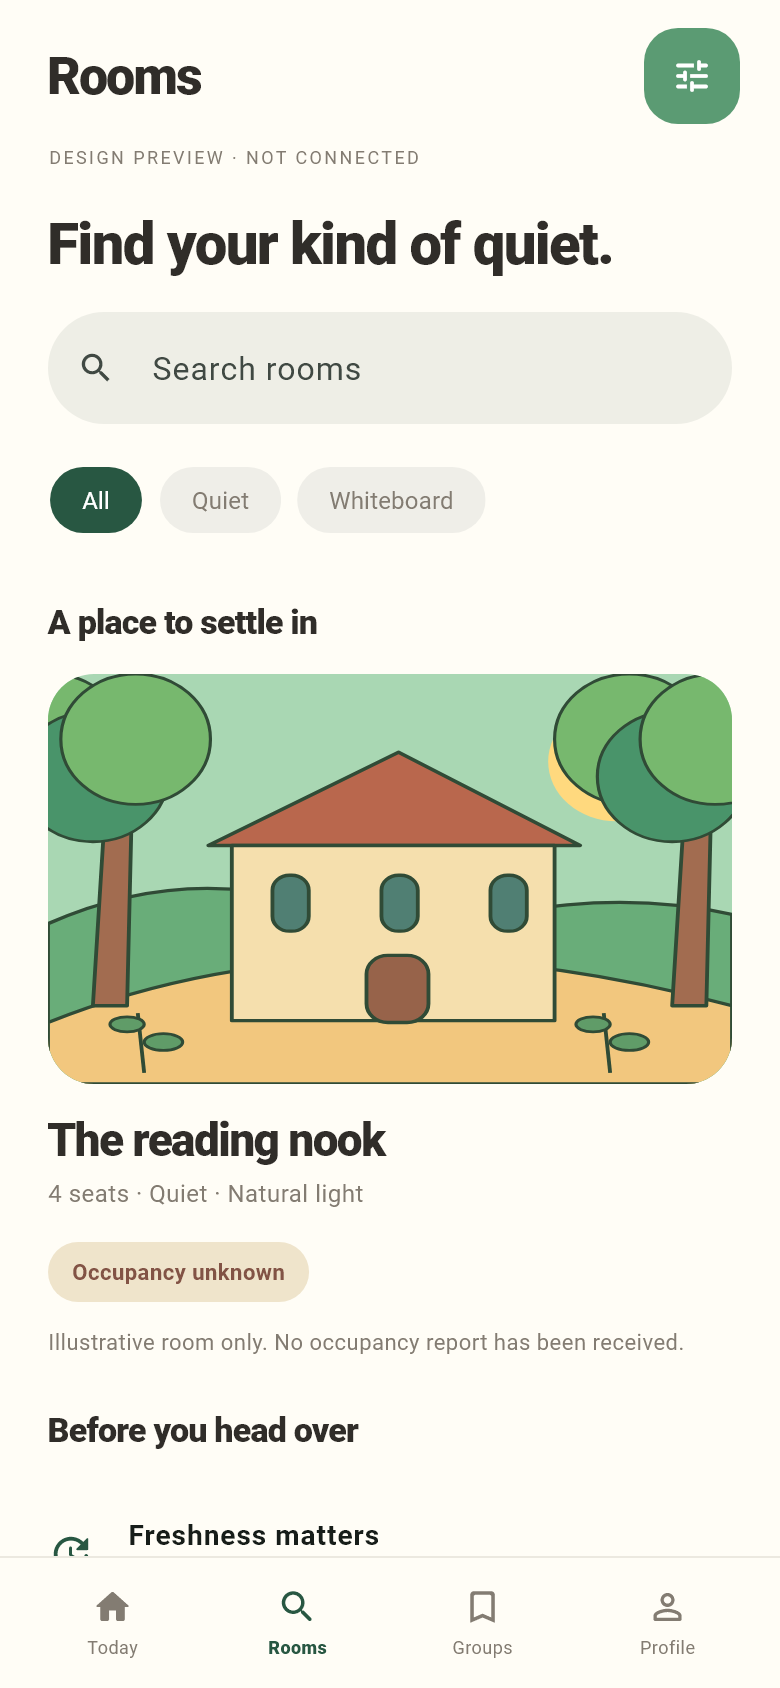 Rooms
DESIGN PREVIEW · NOT CONNECTED
Find your kind of quiet.
Search rooms
All Quiet Whiteboard
A place to settle in
The reading nook
4 seats · Quiet · Natural light
Occupancy unknown
Illustrative room only. No occupancy report has been received.
Before you head over
Freshness matters
Today Rooms Groups Profile